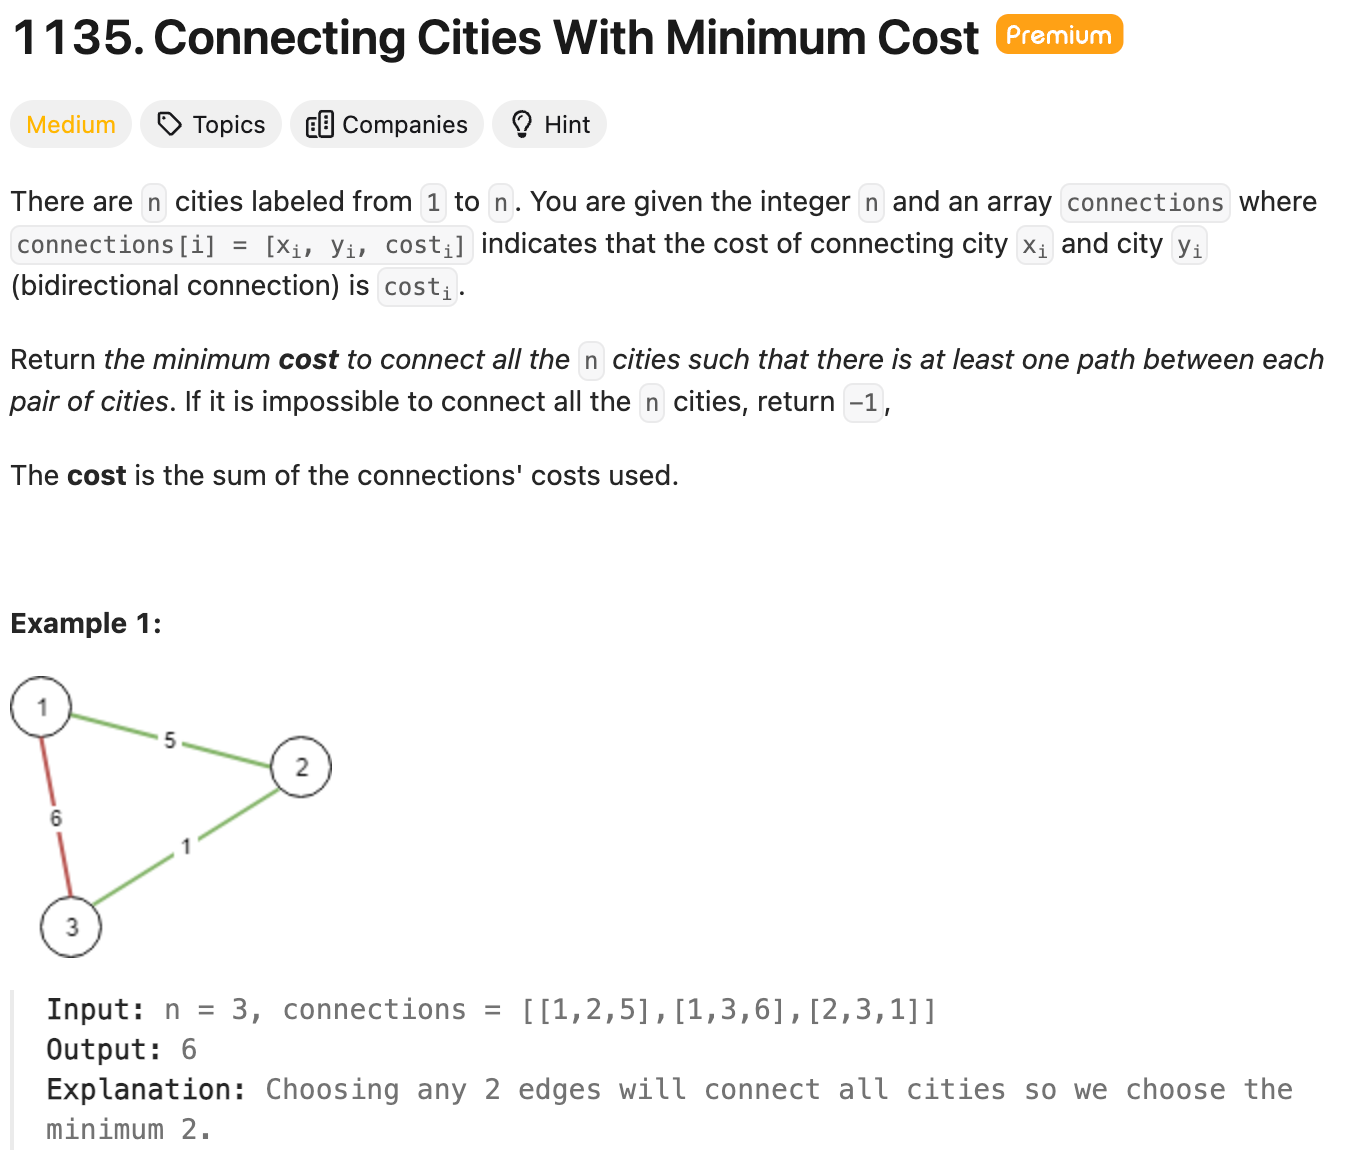 1135. Connecting Cities With Minimum Cost Premium
Medium Topics Companies Hint
There are n cities labeled from 1 to n. You are given the integer n and an array connections where
connections[i] = [xᵢ, yᵢ, costᵢ] indicates that the cost of connecting city xᵢ and city yᵢ
(bidirectional connection) is costᵢ.
Return the minimum cost to connect all the n cities such that there is at least one path between each
pair of cities. If it is impossible to connect all the n cities, return -1,
The cost is the sum of the connections' costs used.
Example 1:
1
5
2
6
1
3
Input: n = 3, connections = [[1,2,5],[1,3,6],[2,3,1]]
Output: 6
Explanation: Choosing any 2 edges will connect all cities so we choose the
minimum 2.